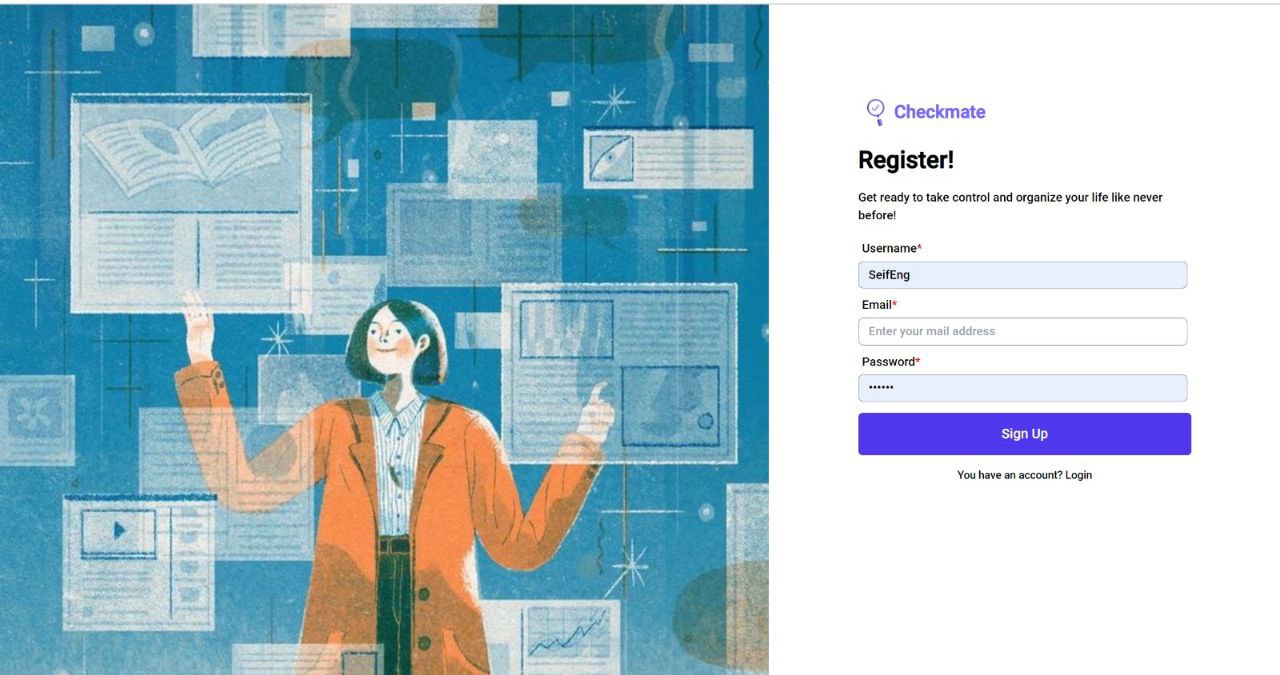 Checkmate
Register!
Get ready to take control and organize your life like never
before!
Username*
SeifEng
Email*
Enter your mail address
Password*
••••••
Sign Up
You have an account? Login